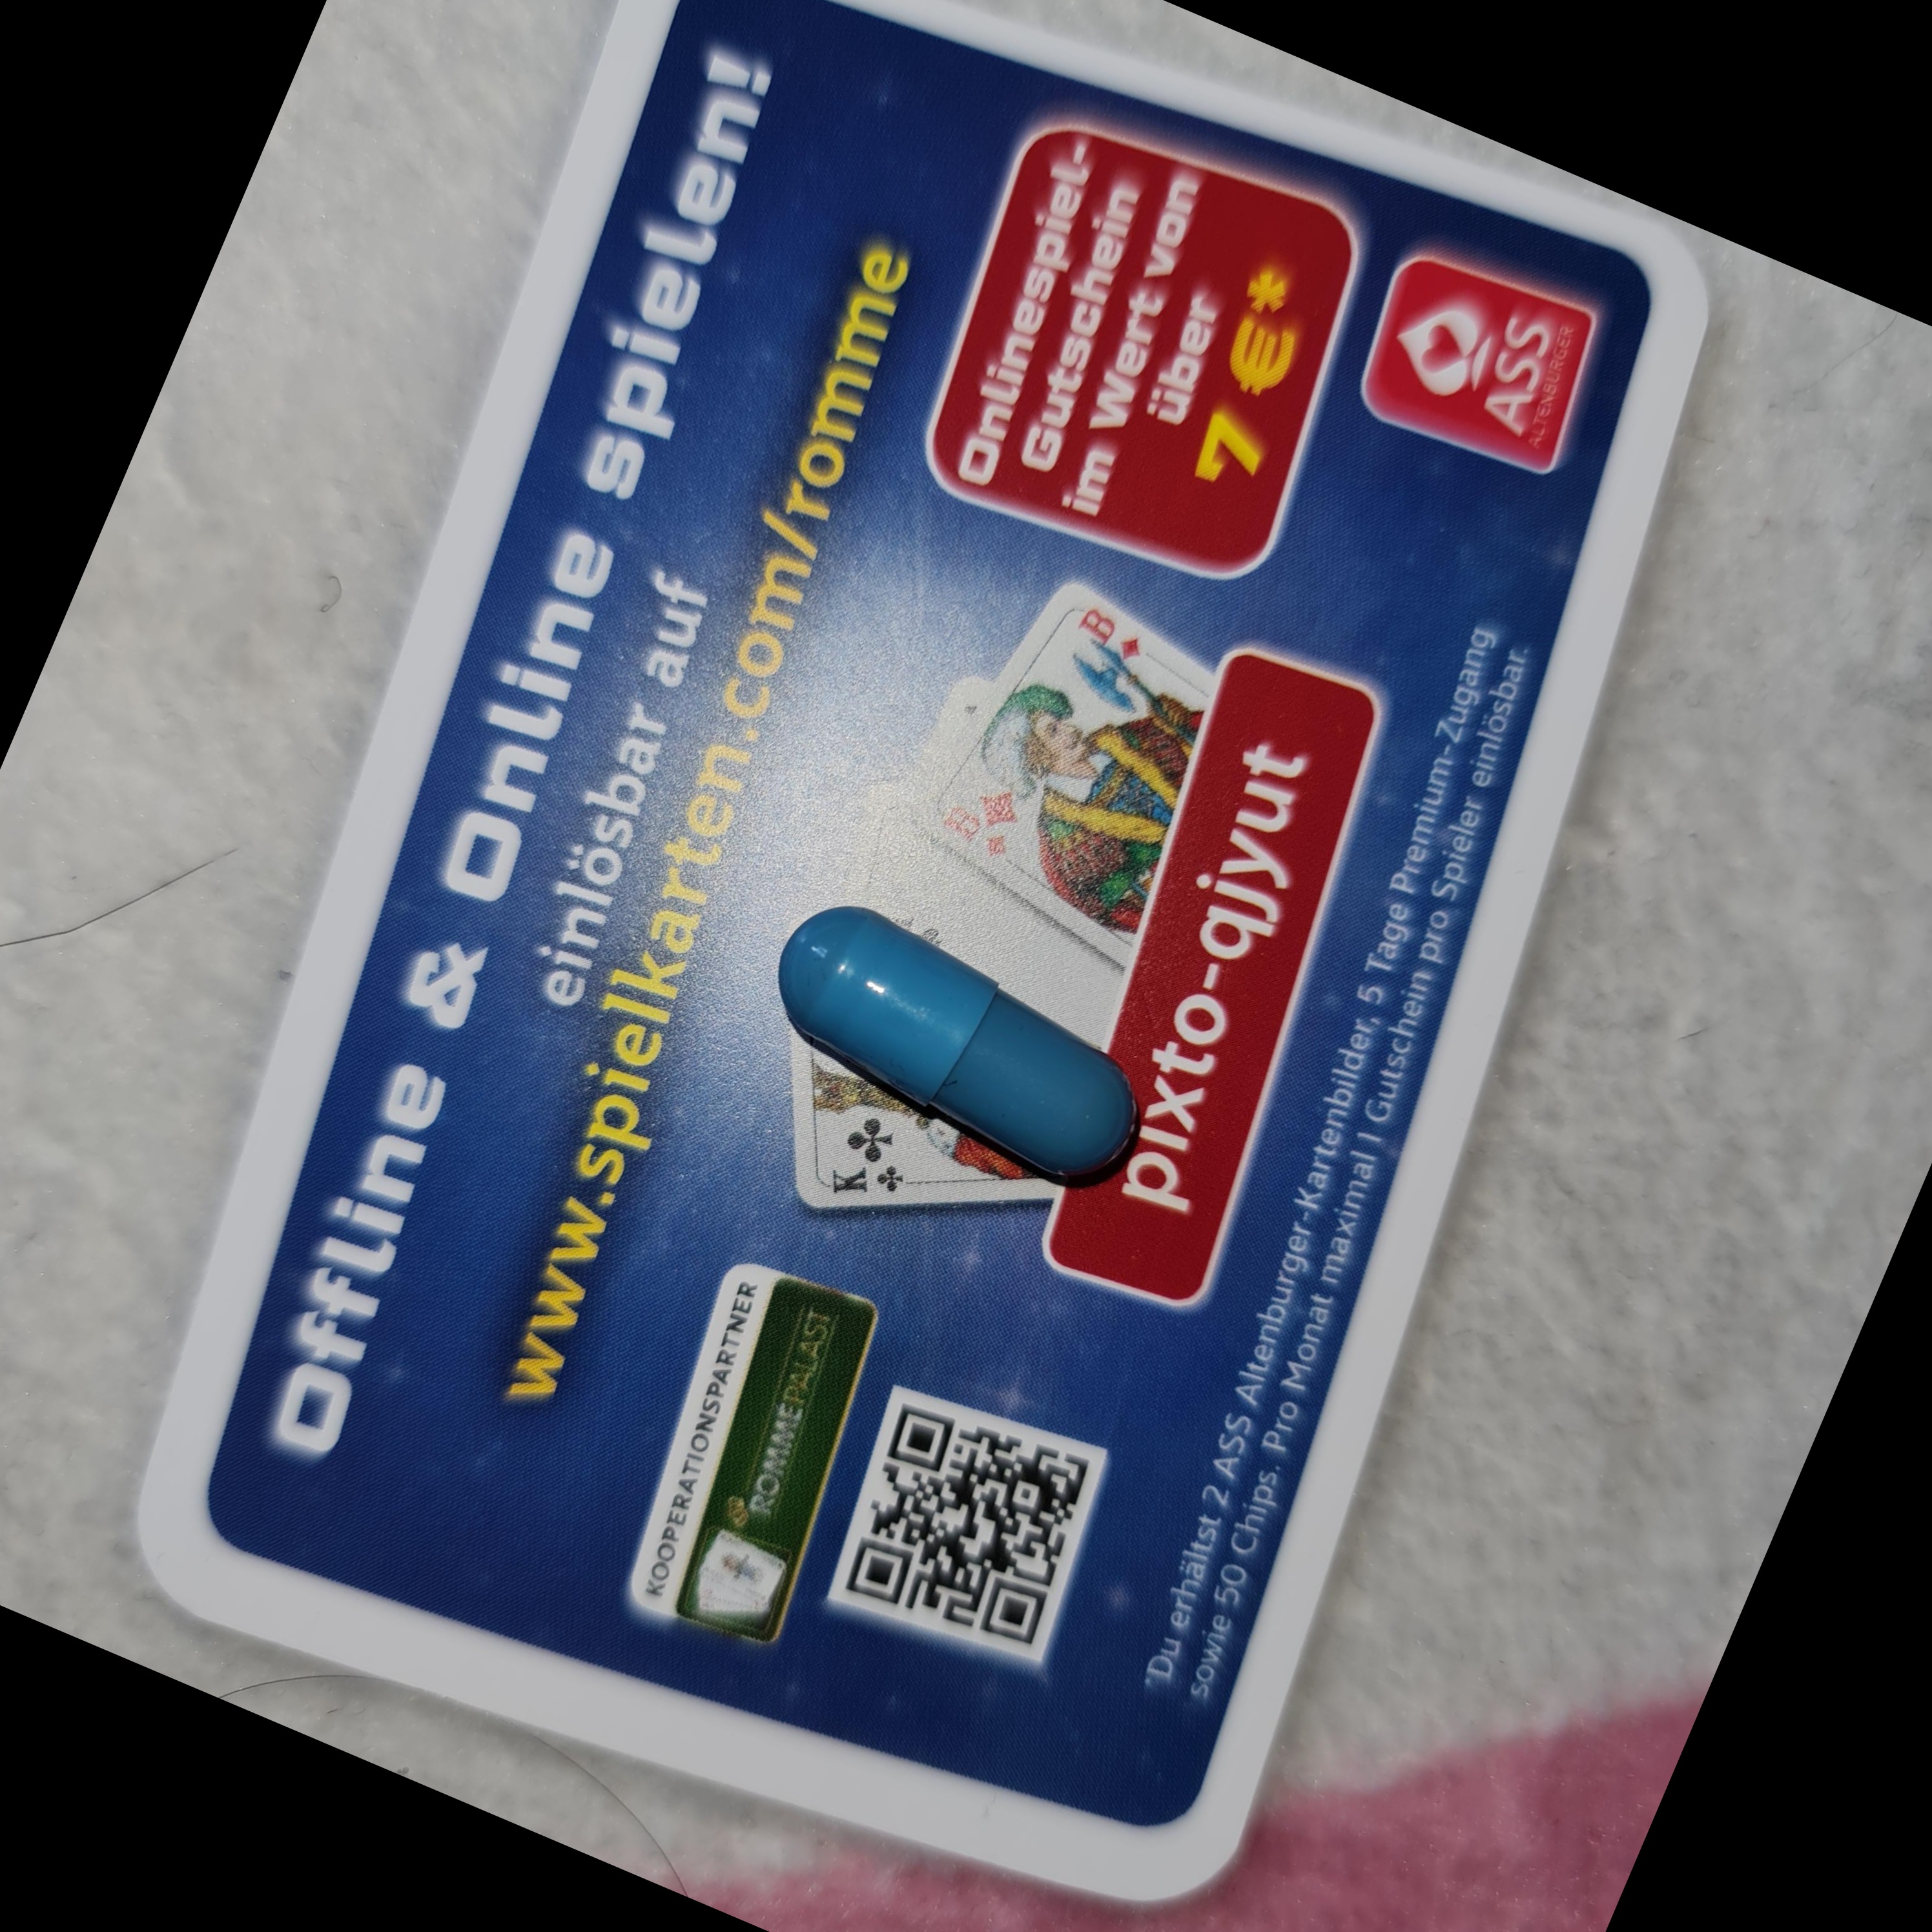 Offline & Online spielen!
einlösbar auf
www.spielkarten.com/romme
KOOPERATIONSPARTNER
ROMMEPALAST
K
B
B
Onlinespiel-
Gutschein
im Wert von
über
7 €*
pixto-qjyut
ASS
ALTENBURGER
*Du erhältst 2 ASS Altenburger-Kartenbilder, 5 Tage Premium-Zugang
sowie 50 Chips. Pro Monat maximal 1 Gutschein pro Spieler einlösbar.